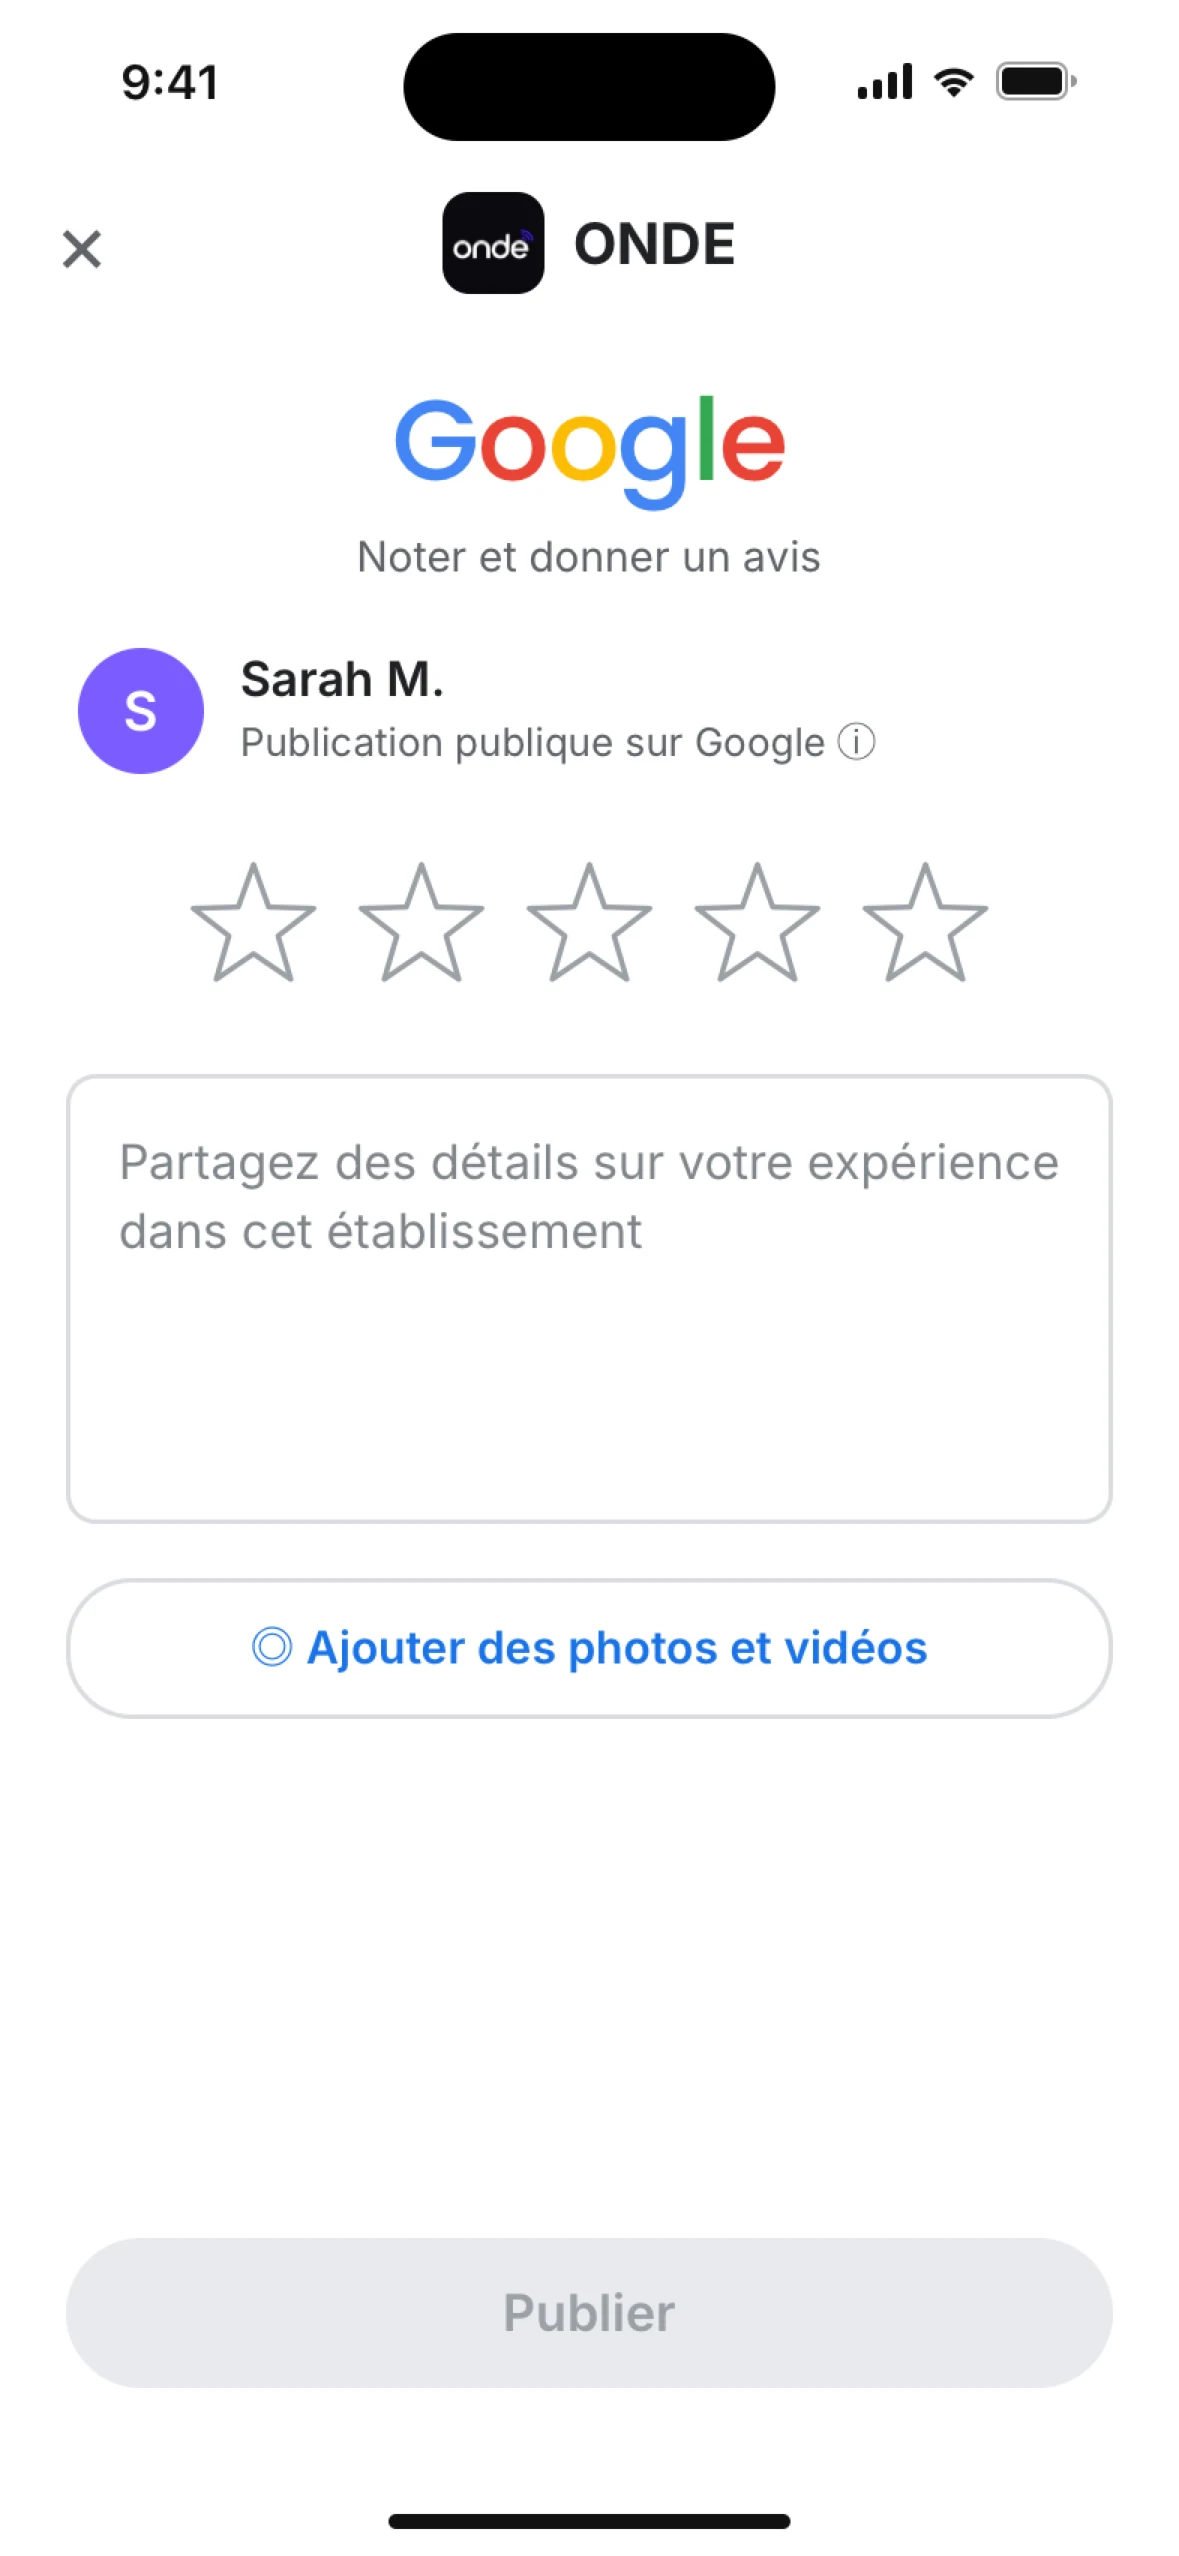 9:41
onde
ONDE
Google
Noter et donner un avis
S
Sarah M.
Publication publique sur Google ⓘ
Partagez des détails sur votre expérience
dans cet établissement
◎ Ajouter des photos et vidéos
Publier